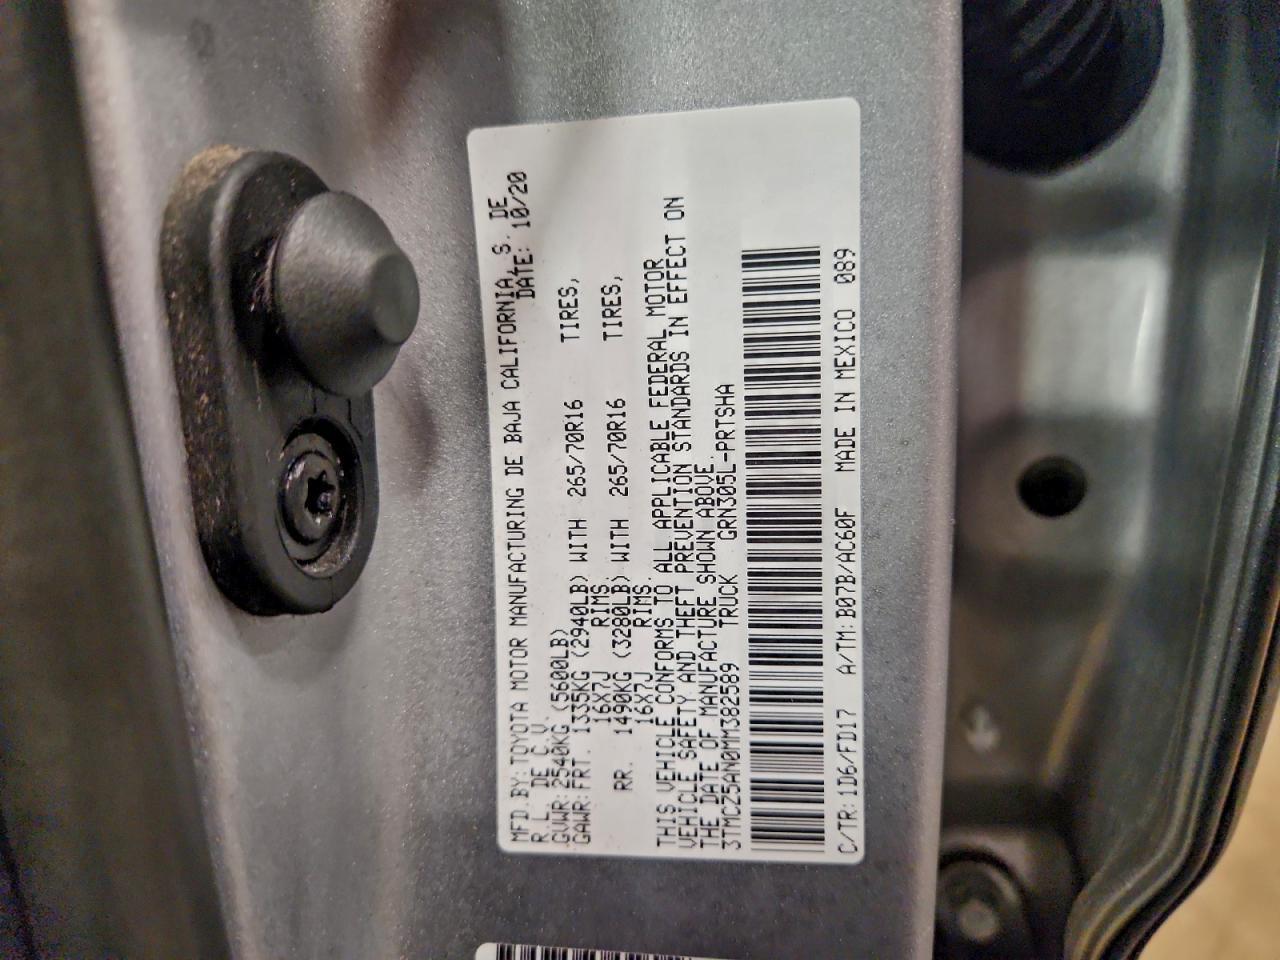 MFD.BY:TOYOTA MOTOR MANUFACTURING DE BAJA CALIFORNIA, S. DE
R.L. DE C.V. DATE: 10/20
GVWR:2540KG (5600LB)
GAWR:FRT. 1335KG (2940LB) WITH 265/70R16 TIRES,
16X7J RIMS.
RR. 1490KG (3280LB) WITH 265/70R16 TIRES,
16X7J RIMS.
THIS VEHICLE CONFORMS TO ALL APPLICABLE FEDERAL MOTOR
VEHICLE SAFETY AND THEFT PREVENTION STANDARDS IN EFFECT ON
THE DATE OF MANUFACTURE SHOWN ABOVE.
3TMCZ5AN0MM382589 TRUCK GRN305L-PRTSHA
C/TR:1D6/FD17 A/TM:B07B/AC60F MADE IN MEXICO 089